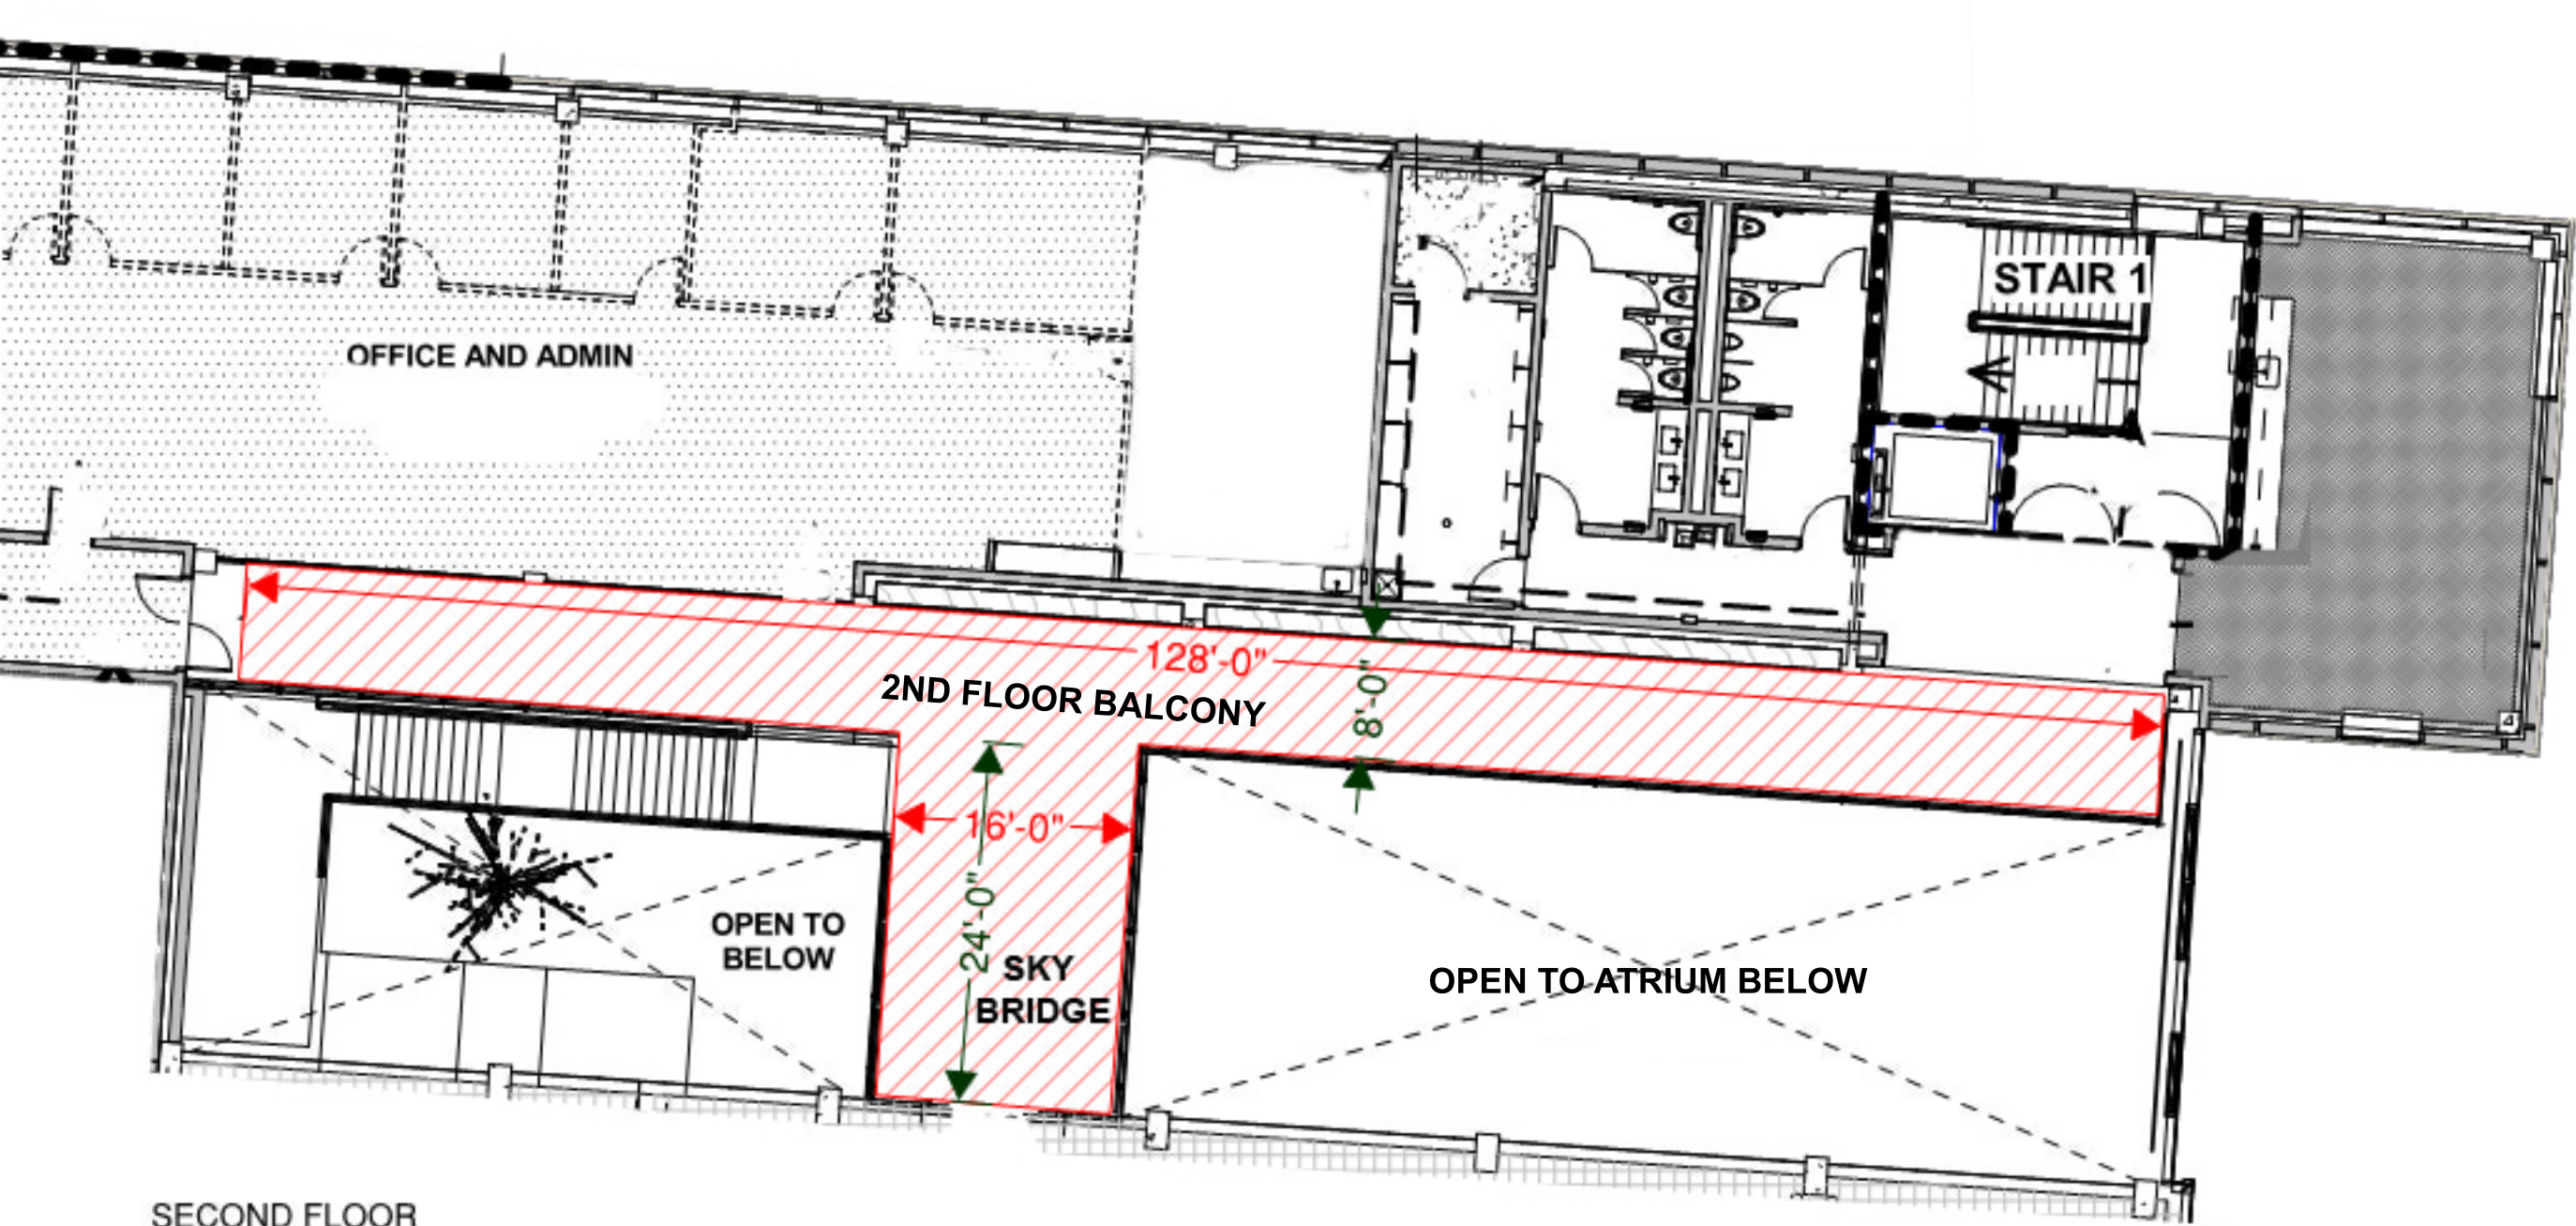 STAIR 1
OFFICE AND ADMIN
128'-0"
2ND FLOOR BALCONY
8'-0"
16'-0"
24'-0"
OPEN TO
BELOW
SKY
BRIDGE
OPEN TO ATRIUM BELOW
SECOND FLOOR